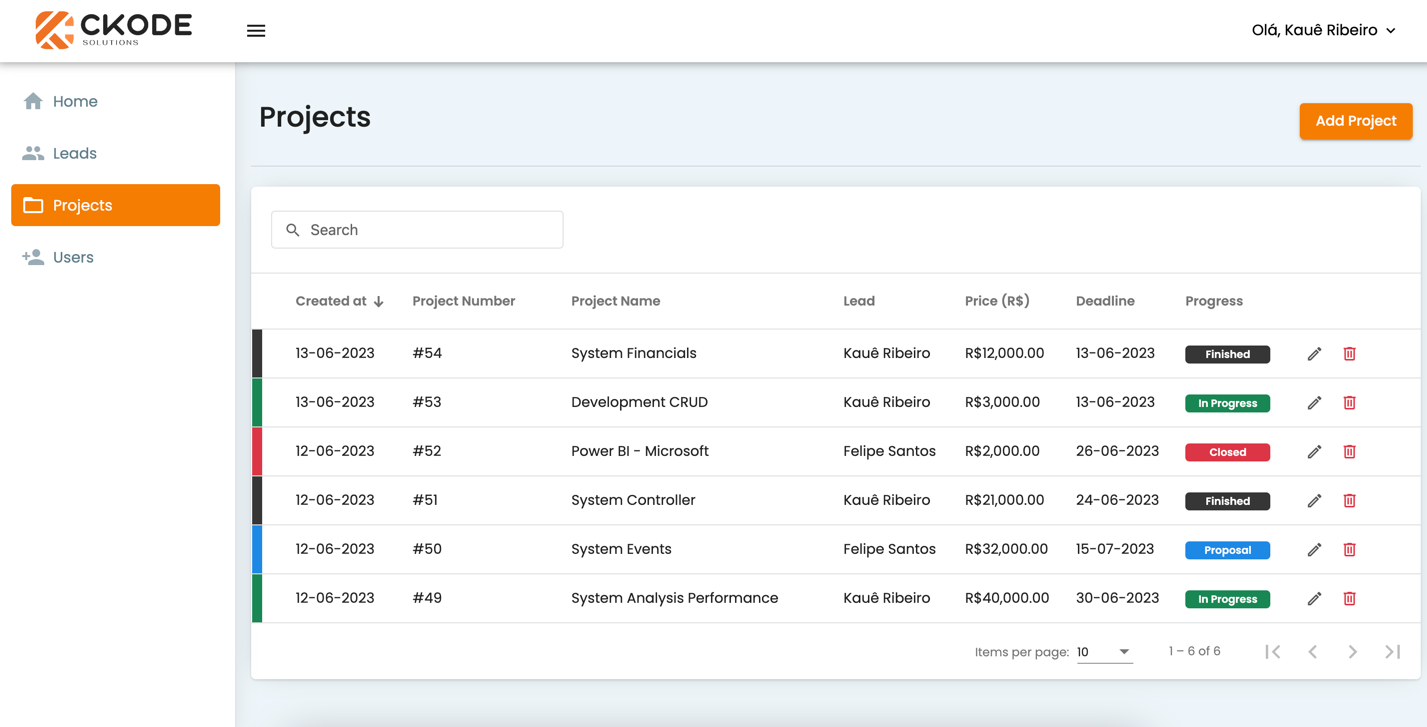 CKODE
SOLUTIONS
Olá, Kauê Ribeiro
Home
Leads
Projects
Users
Projects
Add Project
Search
Created at Project Number Project Name Lead Price (R$) Deadline Progress
13-06-2023 #54 System Financials Kauê Ribeiro R$12,000.00 13-06-2023 Finished
13-06-2023 #53 Development CRUD Kauê Ribeiro R$3,000.00 13-06-2023 In Progress
12-06-2023 #52 Power BI - Microsoft Felipe Santos R$2,000.00 26-06-2023 Closed
12-06-2023 #51 System Controller Kauê Ribeiro R$21,000.00 24-06-2023 Finished
12-06-2023 #50 System Events Felipe Santos R$32,000.00 15-07-2023 Proposal
12-06-2023 #49 System Analysis Performance Kauê Ribeiro R$40,000.00 30-06-2023 In Progress
Items per page: 10 1 – 6 of 6